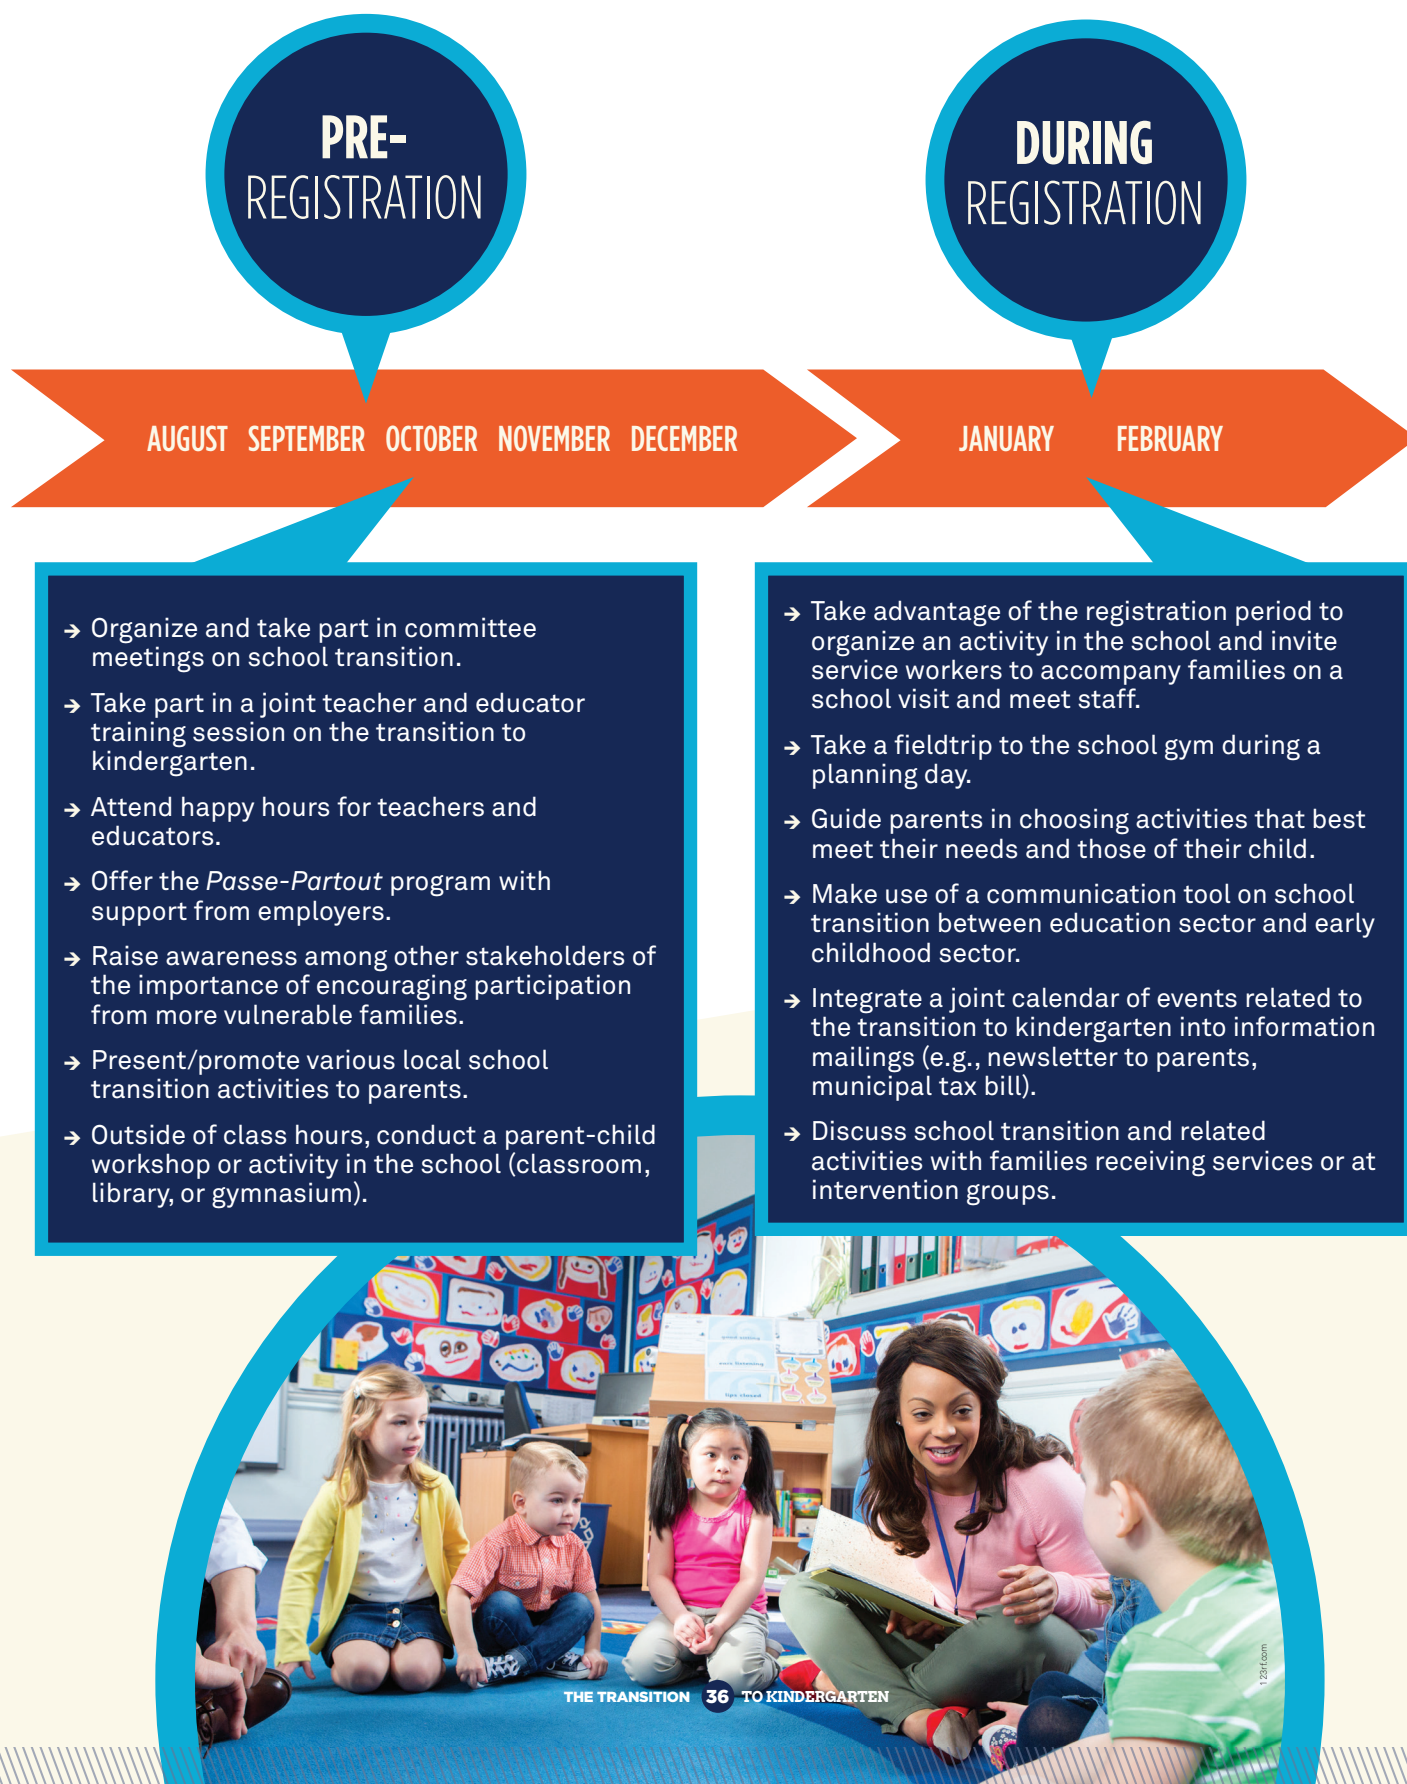 PRE-
REGISTRATION
DURING
REGISTRATION
AUGUST SEPTEMBER OCTOBER NOVEMBER DECEMBER
JANUARY FEBRUARY
→ Organize and take part in committee
meetings on school transition.
→ Take part in a joint teacher and educator
training session on the transition to
kindergarten.
→ Attend happy hours for teachers and
educators.
→ Offer the Passe-Partout program with
support from employers.
→ Raise awareness among other stakeholders of
the importance of encouraging participation
from more vulnerable families.
→ Present/promote various local school
transition activities to parents.
→ Outside of class hours, conduct a parent-child
workshop or activity in the school (classroom,
library, or gymnasium).
→ Take advantage of the registration period to
organize an activity in the school and invite
service workers to accompany families on a
school visit and meet staff.
→ Take a fieldtrip to the school gym during a
planning day.
→ Guide parents in choosing activities that best
meet their needs and those of their child.
→ Make use of a communication tool on school
transition between education sector and early
childhood sector.
→ Integrate a joint calendar of events related to
the transition to kindergarten into information
mailings (e.g., newsletter to parents,
municipal tax bill).
→ Discuss school transition and related
activities with families receiving services or at
intervention groups.
lips closed
123rf.com
THE TRANSITION 36 TO KINDERGARTEN